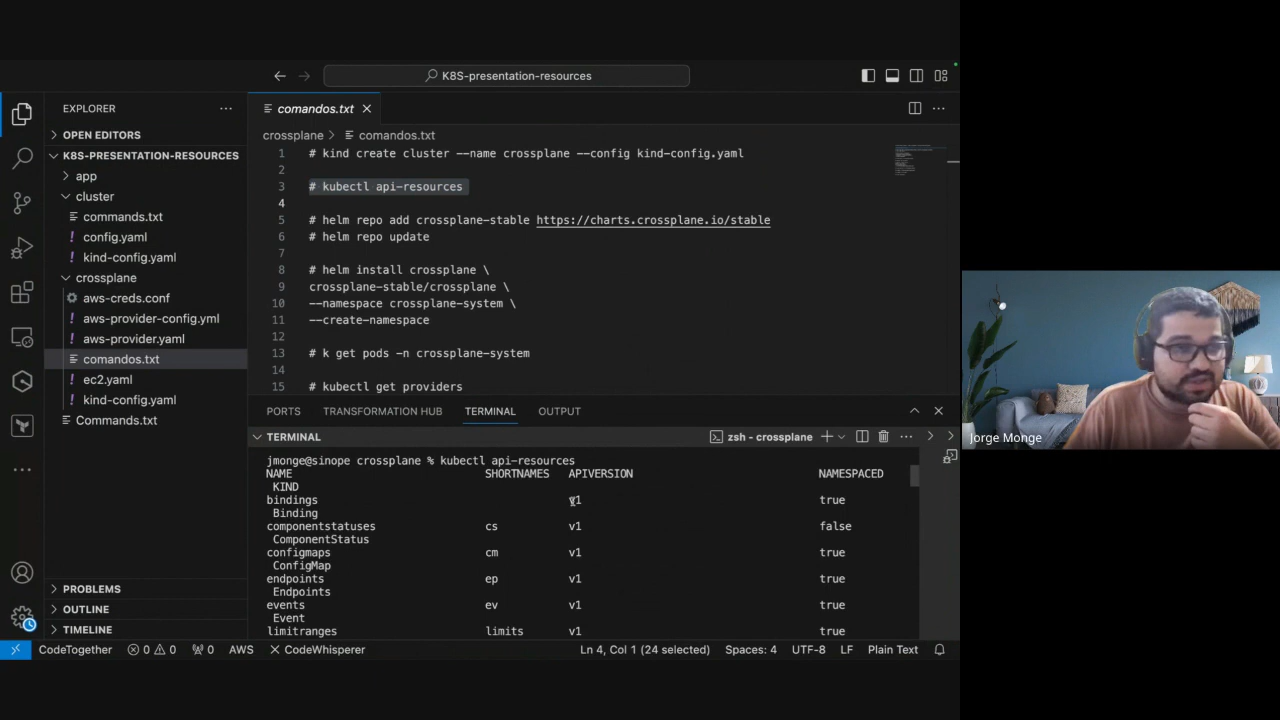 K8S-presentation-resources
EXPLORER
OPEN EDITORS
K8S-PRESENTATION-RESOURCES
app
cluster
commands.txt
config.yaml
kind-config.yaml
crossplane
aws-creds.conf
aws-provider-config.yml
aws-provider.yaml
comandos.txt
ec2.yaml
kind-config.yaml
Commands.txt
PROBLEMS
OUTLINE
TIMELINE
comandos.txt
crossplane > comandos.txt
1 # kind create cluster --name crossplane --config kind-config.yaml
2
3 # kubectl api-resources
4
5 # helm repo add crossplane-stable https://charts.crossplane.io/stable
6 # helm repo update
7
8 # helm install crossplane \
9 crossplane-stable/crossplane \
10 --namespace crossplane-system \
11 --create-namespace
12
13 # k get pods -n crossplane-system
14
15 # kubectl get providers
PORTS TRANSFORMATION HUB TERMINAL OUTPUT
TERMINAL zsh - crossplane
jmonge@sinope crossplane % kubectl api-resources
NAME SHORTNAMES APIVERSION NAMESPACED
KIND
bindings v1 true
Binding
componentstatuses cs v1 false
ComponentStatus
configmaps cm v1 true
ConfigMap
endpoints ep v1 true
Endpoints
events ev v1 true
Event
limitranges limits v1 true
CodeTogether 0 0 0 AWS CodeWhisperer Ln 4, Col 1 (24 selected) Spaces: 4 UTF-8 LF Plain Text
Jorge Monge